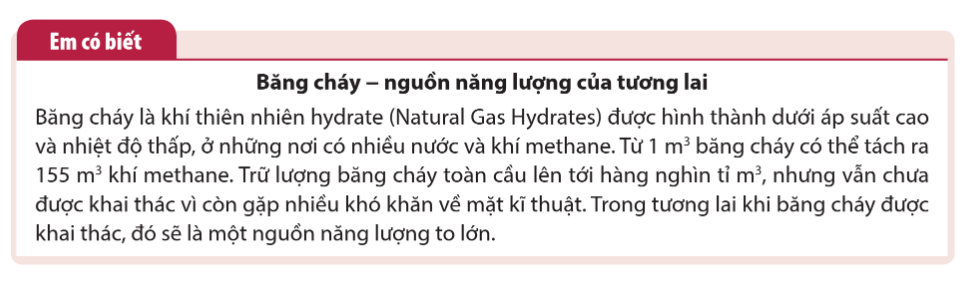 Em có biết
Băng cháy – nguồn năng lượng của tương lai
Băng cháy là khí thiên nhiên hydrate (Natural Gas Hydrates) được hình thành dưới áp suất cao
và nhiệt độ thấp, ở những nơi có nhiều nước và khí methane. Từ 1 m³ băng cháy có thể tách ra
155 m³ khí methane. Trữ lượng băng cháy toàn cầu lên tới hàng nghìn tỉ m³, nhưng vẫn chưa
được khai thác vì còn gặp nhiều khó khăn về mặt kĩ thuật. Trong tương lai khi băng cháy được
khai thác, đó sẽ là một nguồn năng lượng to lớn.